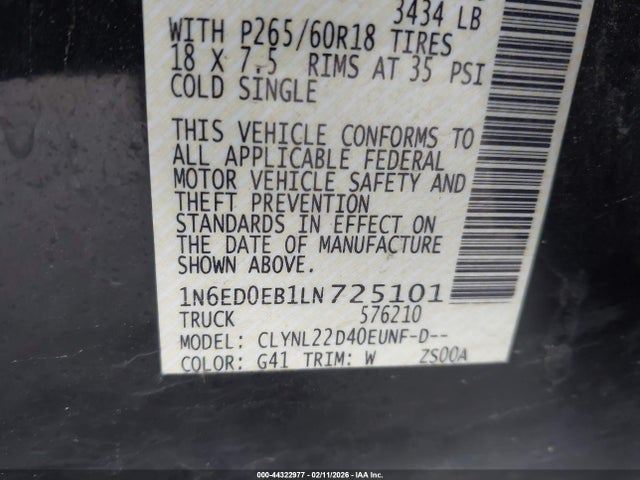 3434 LB
WITH P265/60R18 TIRES
18 X 7.5 RIMS AT 35 PSI
COLD SINGLE
THIS VEHICLE CONFORMS TO
ALL APPLICABLE FEDERAL
MOTOR VEHICLE SAFETY AND
THEFT PREVENTION
STANDARDS IN EFFECT ON
THE DATE OF MANUFACTURE
SHOWN ABOVE.
1N6ED0EB1LN725101
TRUCK 576210
MODEL: CLYNL22D40EUNF-D--
COLOR: G41 TRIM: W ZS00A
000-44322977 - 02/11/2026 - IAA Inc.